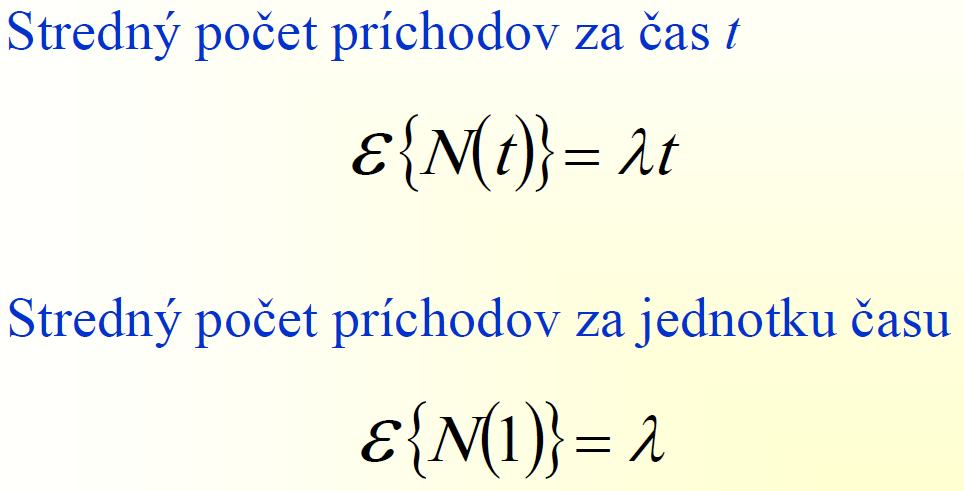 Stredný počet príchodov za čas t
ℰ{N(t)}= λt
Stredný počet príchodov za jednotku času
ℰ{N(1)}= λ